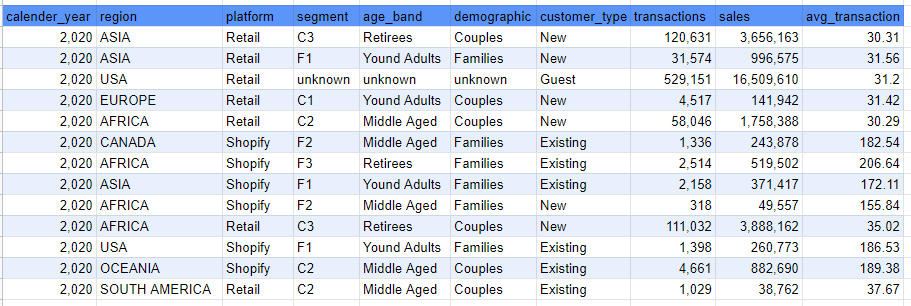 calender_year region platform segment age_band demographic customer_type transactions sales avg_transaction
2,020 ASIA Retail C3 Retirees Couples New 120,631 3,656,163 30.31
2,020 ASIA Retail F1 Yound Adults Families New 31,574 996,575 31.56
2,020 USA Retail unknown unknown unknown Guest 529,151 16,509,610 31.2
2,020 EUROPE Retail C1 Yound Adults Couples New 4,517 141,942 31.42
2,020 AFRICA Retail C2 Middle Aged Couples New 58,046 1,758,388 30.29
2,020 CANADA Shopify F2 Middle Aged Families Existing 1,336 243,878 182.54
2,020 AFRICA Shopify F3 Retirees Families Existing 2,514 519,502 206.64
2,020 ASIA Shopify F1 Yound Adults Families Existing 2,158 371,417 172.11
2,020 AFRICA Shopify F2 Middle Aged Families New 318 49,557 155.84
2,020 AFRICA Retail C3 Retirees Couples New 111,032 3,888,162 35.02
2,020 USA Shopify F1 Yound Adults Families Existing 1,398 260,773 186.53
2,020 OCEANIA Shopify C2 Middle Aged Couples Existing 4,661 882,690 189.38
2,020 SOUTH AMERICA Retail C2 Middle Aged Couples Existing 1,029 38,762 37.67